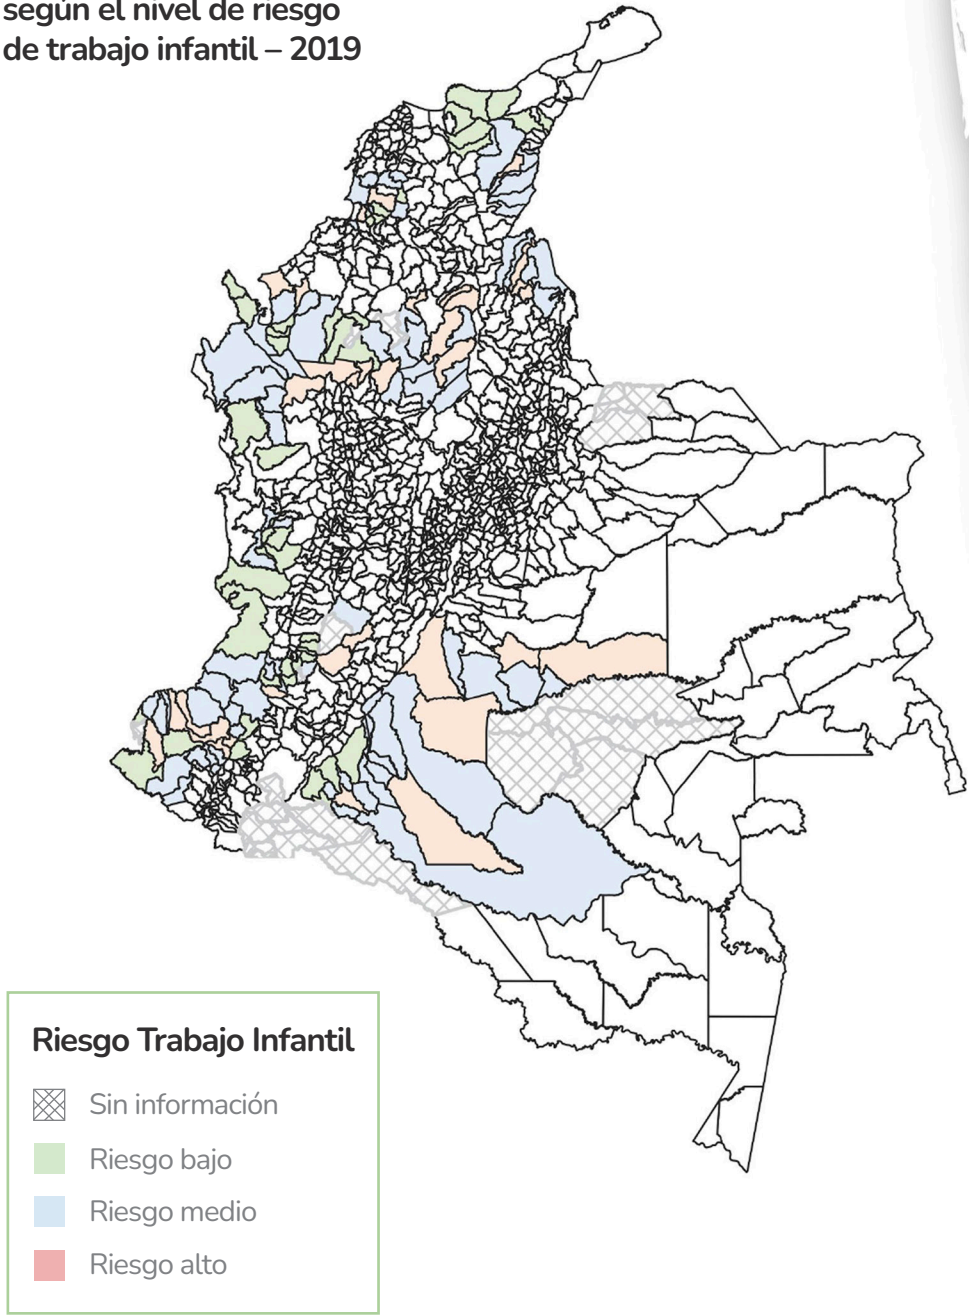 según el nivel de riesgo
de trabajo infantil – 2019
Riesgo Trabajo Infantil
Sin información
Riesgo bajo
Riesgo medio
Riesgo alto